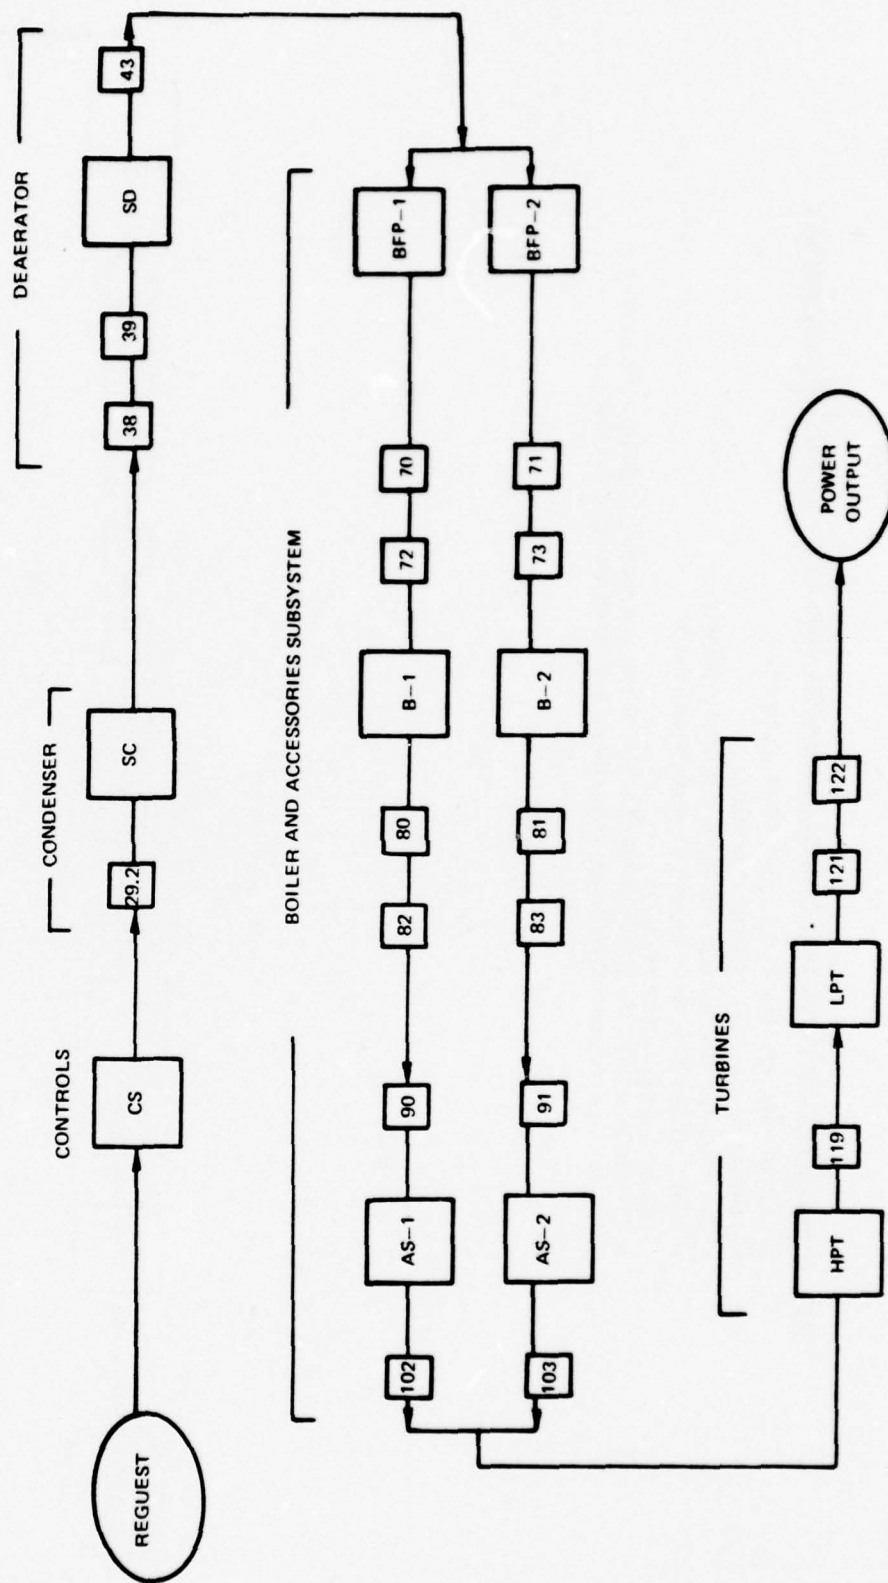 REGUEST
CONTROLS
CS
CONDENSER
29.2
SC
DEAERATOR
38
39
SD
43
BOILER AND ACCESSORIES SUBSYSTEM
102
AS-1
90
82
80
B-1
72
70
BFP-1
103
AS-2
91
83
81
B-2
73
71
BFP-2
TURBINES
HPT
119
LPT
121
122
POWER
OUTPUT